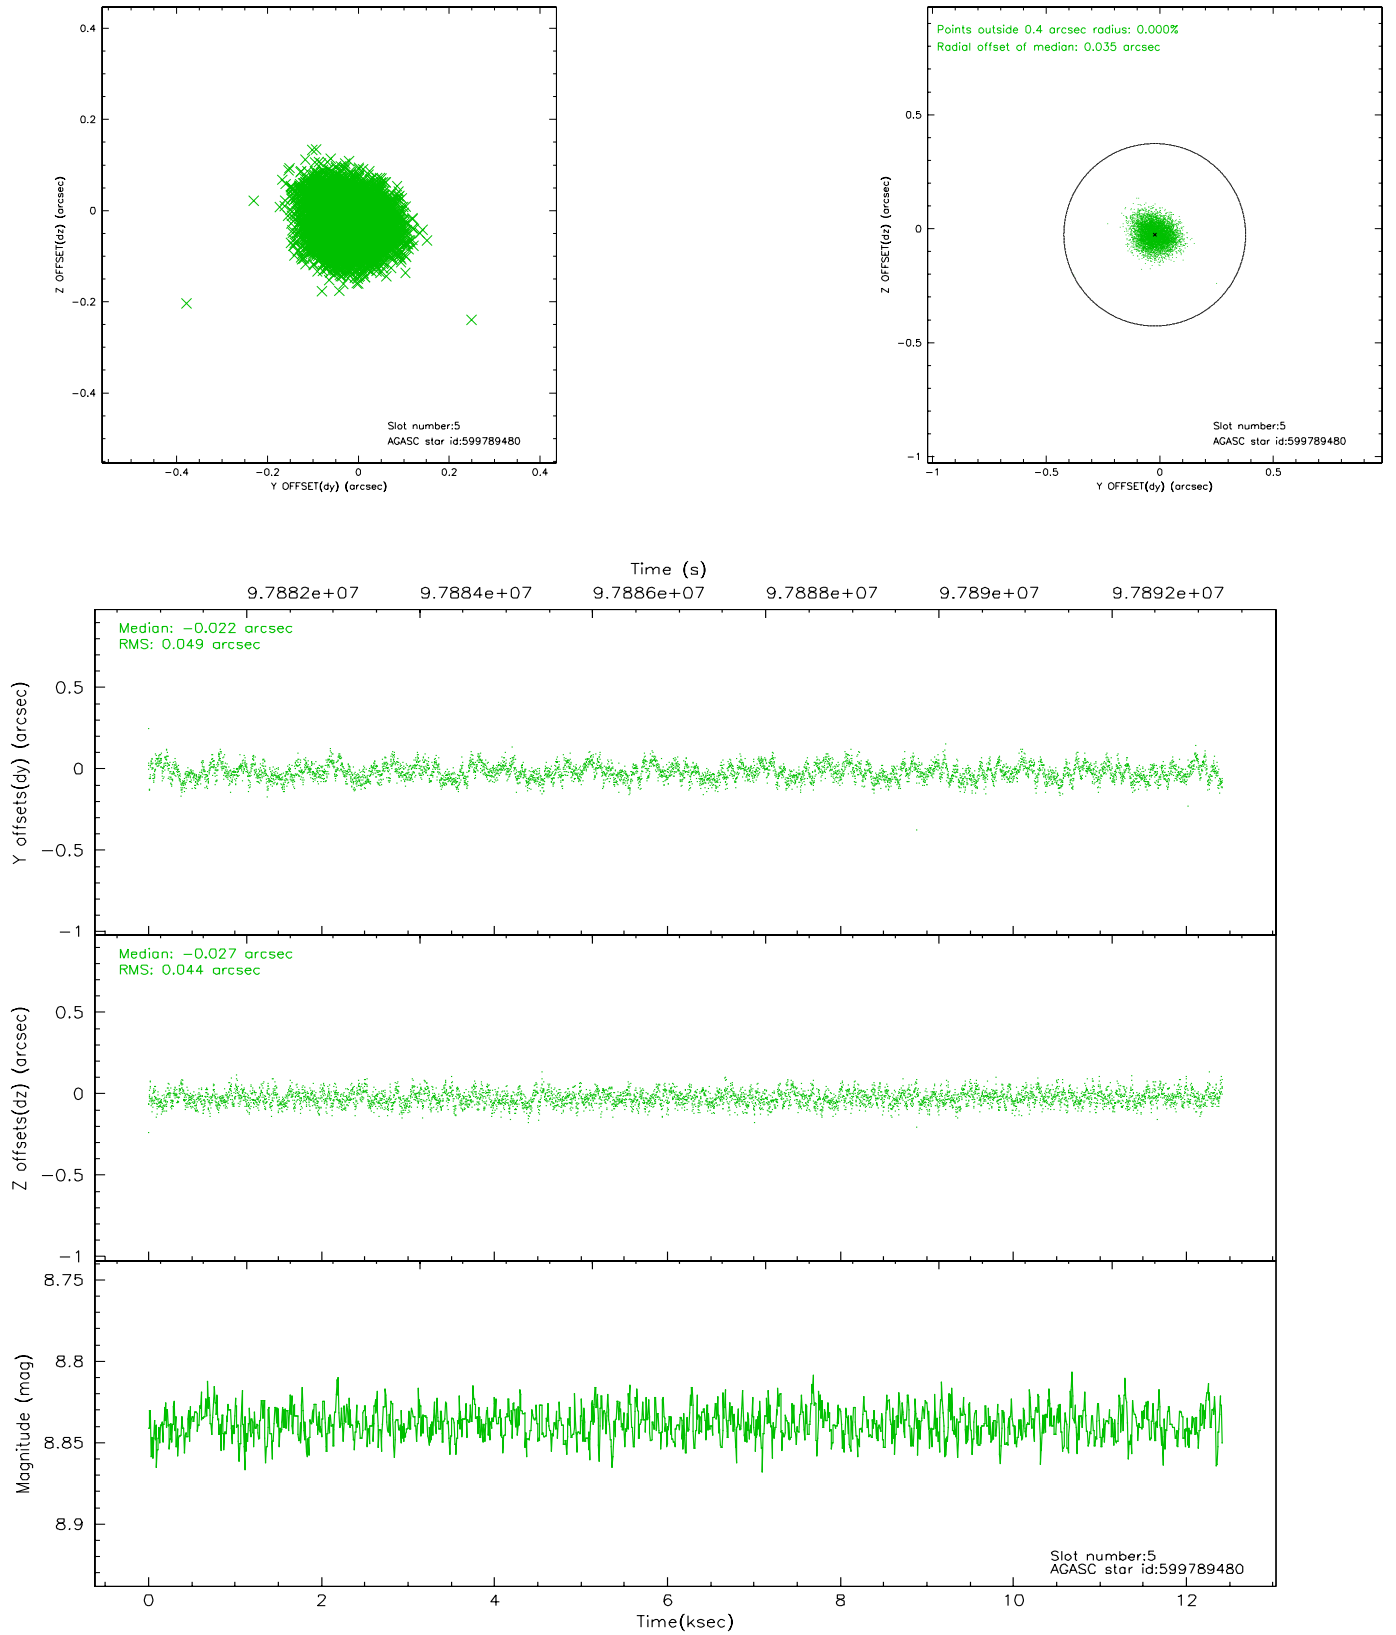 0.4
0.2
0
−0.2
−0.4
Z OFFSET(dz) (arcsec)
Slot number:5
AGASC star id:599789480
−0.4 −0.2 0 0.2 0.4
Y OFFSET(dy) (arcsec)
Points outside 0.4 arcsec radius: 0.000%
Radial offset of median: 0.035 arcsec
0.5
0
−0.5
−1
Z OFFSET(dz) (arcsec)
Slot number:5
AGASC star id:599789480
−1 −0.5 0 0.5
Y OFFSET(dy) (arcsec)
Time (s)
9.7882e+07 9.7884e+07 9.7886e+07 9.7888e+07 9.789e+07 9.7892e+07
Median: −0.022 arcsec
RMS: 0.049 arcsec
0.5
0
−0.5
−1
Y offsets(dy) (arcsec)
Median: −0.027 arcsec
RMS: 0.044 arcsec
0.5
0
−0.5
−1
Z offsets(dz) (arcsec)
8.75
8.8
8.85
8.9
Magnitude (mag)
Slot number:5
AGASC star id:599789480
0 2 4 6 8 10 12
Time(ksec)